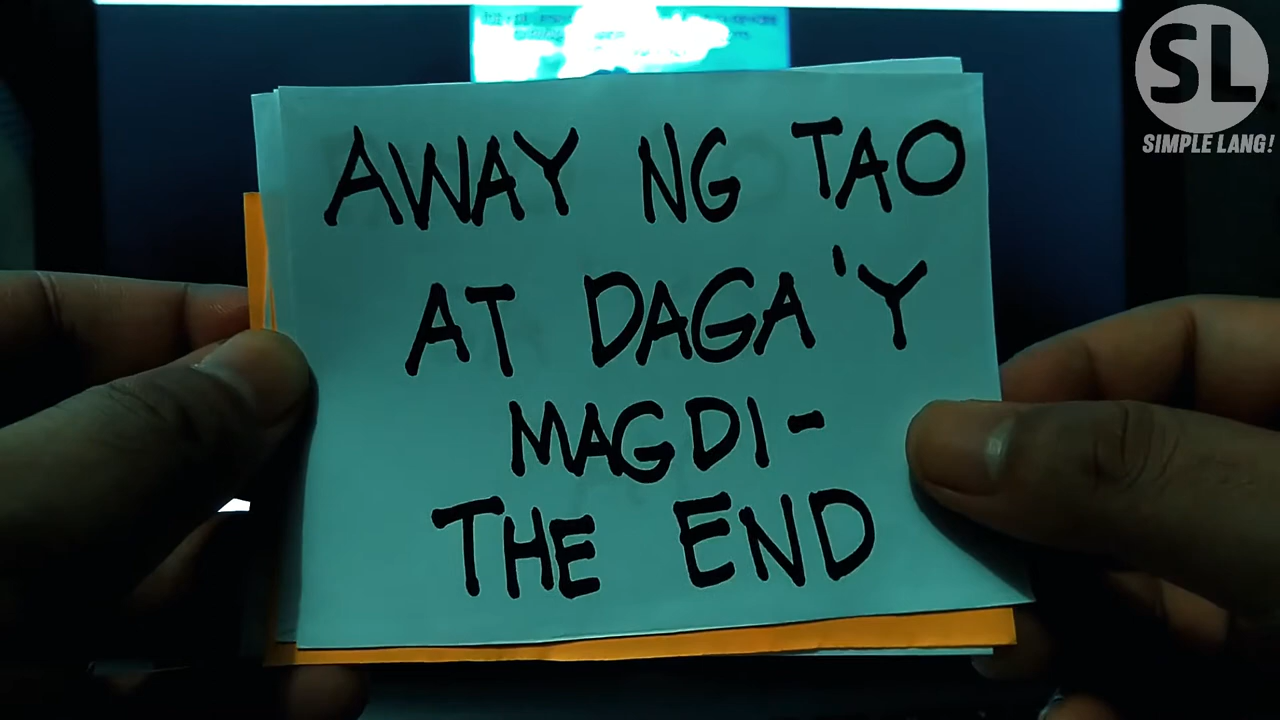 SL
SIMPLE LANG!
AWAY NG TAO
AT DAGA'Y
MAGDI-
THE END